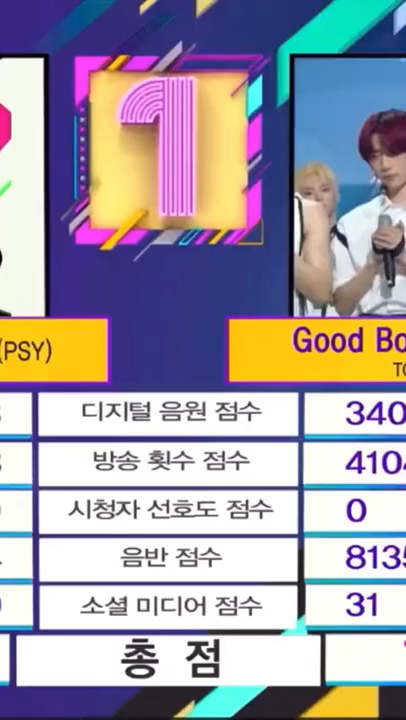 1
(PSY)
Good Bo
디지털 음원 점수 340
방송 횟수 점수 4104
시청자 선호도 점수 0
음반 점수 8135
소셜 미디어 점수 31
총 점